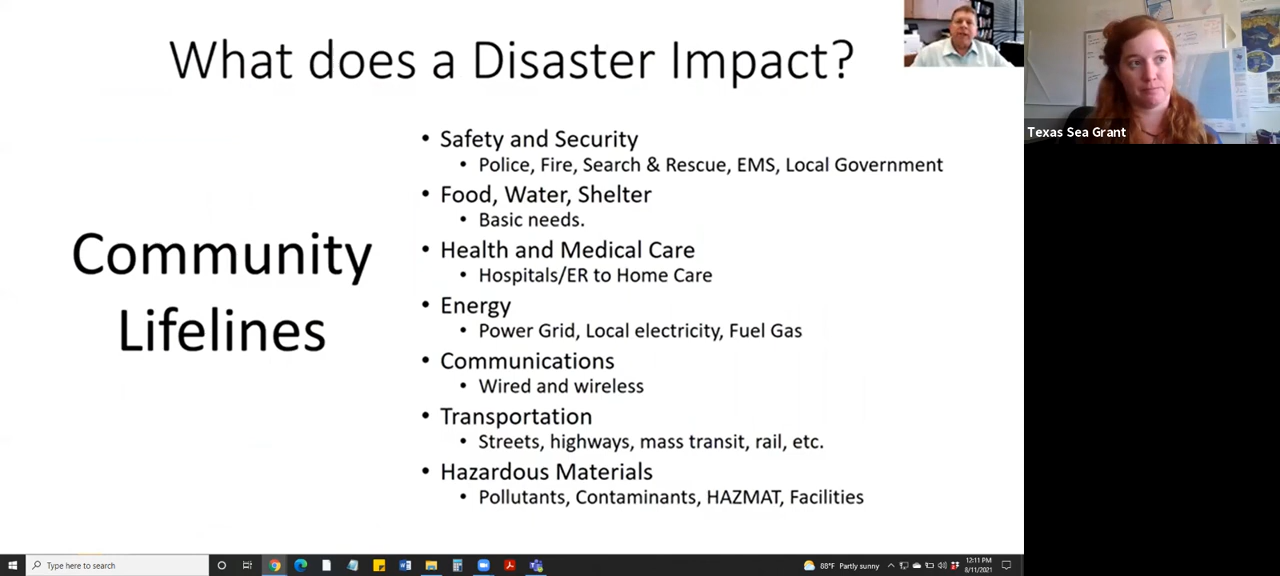 What does a Disaster Impact?
Community
Lifelines
• Safety and Security
• Police, Fire, Search & Rescue, EMS, Local Government
• Food, Water, Shelter
• Basic needs.
• Health and Medical Care
• Hospitals/ER to Home Care
• Energy
• Power Grid, Local electricity, Fuel Gas
• Communications
• Wired and wireless
• Transportation
• Streets, highways, mass transit, rail, etc.
• Hazardous Materials
• Pollutants, Contaminants, HAZMAT, Facilities
Texas Sea Grant
Type here to search
88°F Partly sunny
12:11 PM
8/11/2021